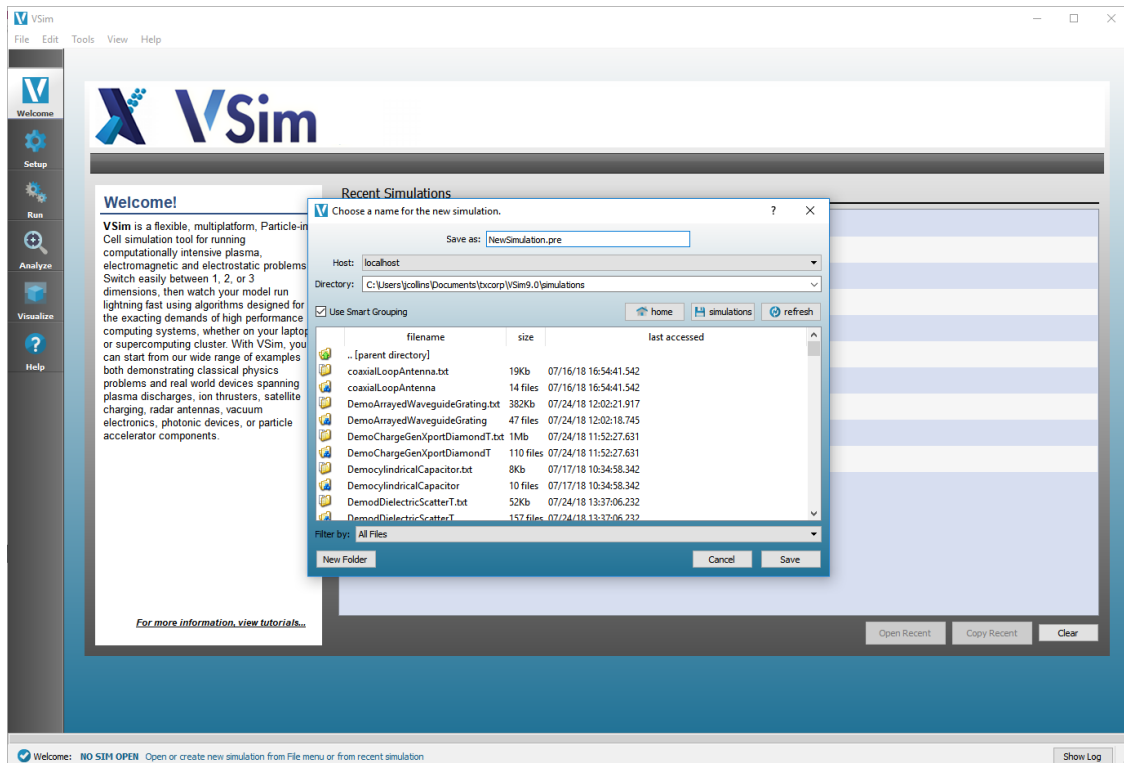 VSim
File Edit Tools View Help
Welcome
Setup
Run
Analyze
Visualize
Help
VSim
Welcome!
VSim is a flexible, multiplatform, Particle-in
Cell simulation tool for running
computationally intensive plasma,
electromagnetic and electrostatic problems
Switch easily between 1, 2, or 3
dimensions, then watch your model run
lightning fast using algorithms designed for
the exacting demands of high performance
computing systems, whether on your laptop
or supercomputing cluster. With VSim, you
can start from our wide range of examples
both demonstrating classical physics
problems and real world devices spanning
plasma discharges, ion thrusters, satellite
charging, radar antennas, vacuum
electronics, photonic devices, or particle
accelerator components.
For more information, view tutorials...
Recent Simulations
Choose a name for the new simulation. ?
Save as: NewSimulation.pre
Host: localhost
Directory: C:\Users\jcollins\Documents\txcorp\VSim9.0\simulations
Use Smart Grouping home simulations refresh
filename size last accessed
.. [parent directory]
coaxialLoopAntenna.txt 19Kb 07/16/18 16:54:41.542
coaxialLoopAntenna 14 files 07/16/18 16:54:41.542
DemoArrayedWaveguideGrating.txt 382Kb 07/24/18 12:02:21.917
DemoArrayedWaveguideGrating 47 files 07/24/18 12:02:18.745
DemoChargeGenXportDiamondT.txt 1Mb 07/24/18 11:52:27.631
DemoChargeGenXportDiamondT 110 files 07/24/18 11:52:27.631
DemocylindricalCapacitor.txt 8Kb 07/17/18 10:34:58.342
DemocylindricalCapacitor 10 files 07/17/18 10:34:58.342
DemodDielectricScatterT.txt 52Kb 07/24/18 13:37:06.232
DemodDielectricScatterT 157 files 07/24/18 13:37:06.232
Filter by: All Files
New Folder Cancel Save
Open Recent Copy Recent Clear
Welcome: NO SIM OPEN Open or create new simulation from File menu or from recent simulation Show Log